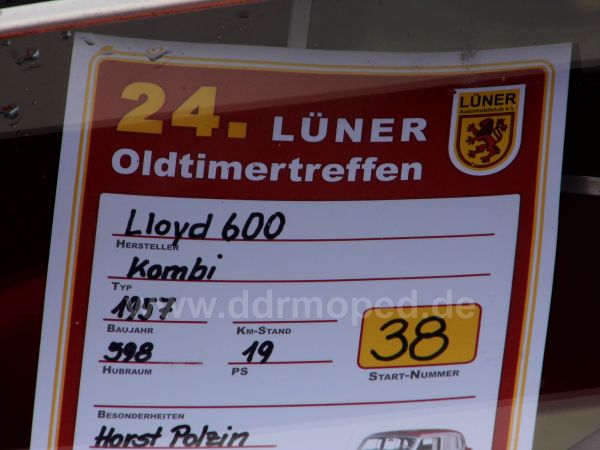 24. LÜNER
LÜNER
Automobilclub e.V.
Oldtimertreffen
Lloyd 600
HERSTELLER
Kombi
TYP
1957
BAUJAHR
KM-STAND
38
598
19
HUBRAUM
PS
START-NUMMER
BESONDERHEITEN
Horst Polzin
www.ddrmoped.de